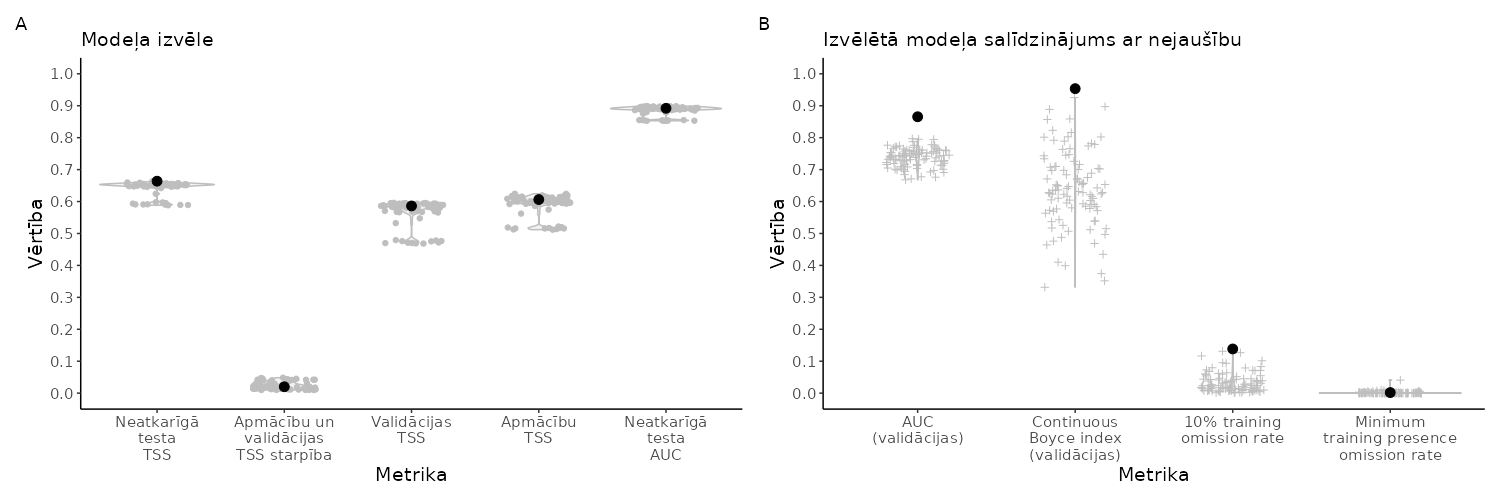 A
Modeļa izvēle
Vērtība
1.0
0.9
0.8
0.7
0.6
0.5
0.4
0.3
0.2
0.1
0.0
Neatkarīgā
testa
TSS
Apmācību un
validācijas
TSS starpība
Validācijas
TSS
Apmācību
TSS
Neatkarīgā
testa
AUC
Metrika
B
Izvēlētā modeļa salīdzinājums ar nejaušību
Vērtība
1.0
0.9
0.8
0.7
0.6
0.5
0.4
0.3
0.2
0.1
0.0
AUC
(validācijas)
Continuous
Boyce index
(validācijas)
10% training
omission rate
Minimum
training presence
omission rate
Metrika